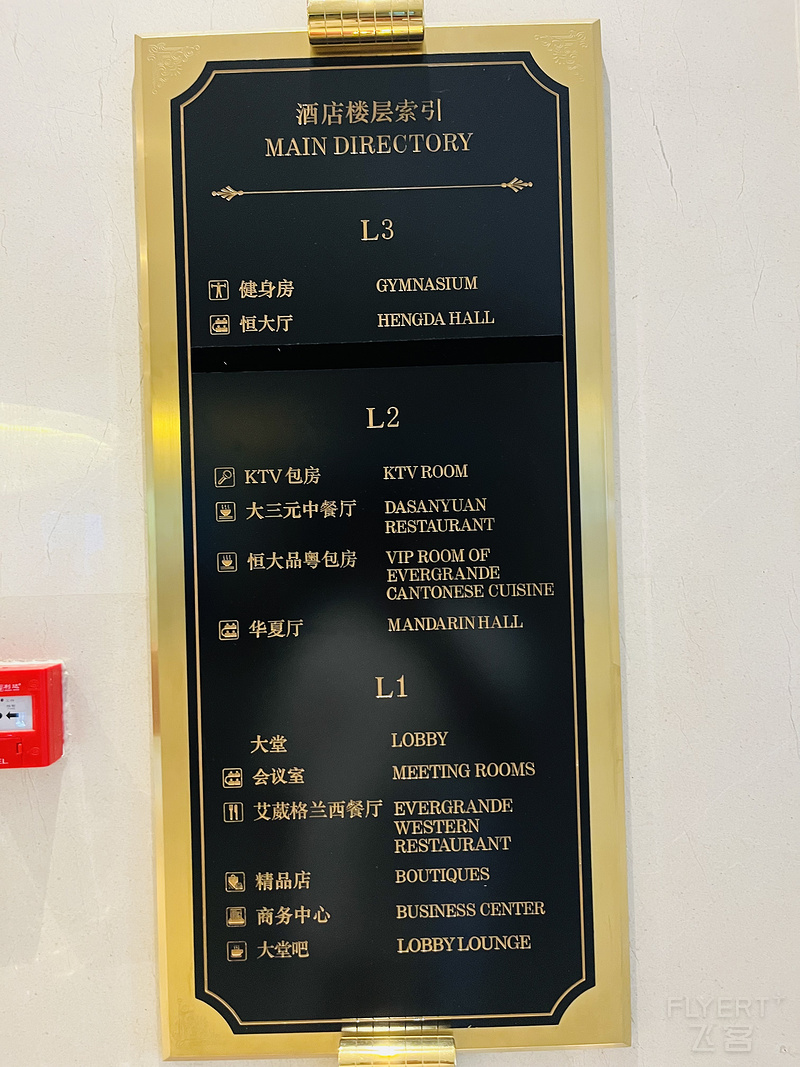 酒店楼层索引
MAIN DIRECTORY
L3
健身房 GYMNASIUM
恒大厅 HENGDA HALL
L2
KTV包房 KTV ROOM
大三元中餐厅 DASANYUAN
RESTAURANT
恒大品粤包房 VIP ROOM OF
EVERGRANDE
CANTONESE CUISINE
华夏厅 MANDARIN HALL
L1
大堂 LOBBY
会议室 MEETING ROOMS
艾葳格兰西餐厅 EVERGRANDE
WESTERN
RESTAURANT
精品店 BOUTIQUES
商务中心 BUSINESS CENTER
大堂吧 LOBBY LOUNGE
FLYERT
飞客